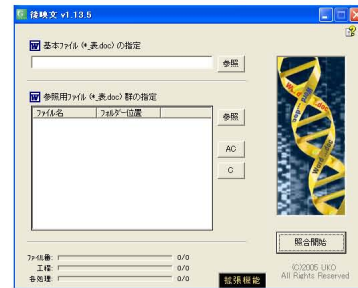 後映文 v1.13.5
基本ファイル (*_表.doc) の指定
参照
参照用ファイル (*_表.doc) 群の指定
ファイル名 フォルダー位置
参照
AC
C
照合開始
ファイル番: 0/0
工程: 0/0
各処理: 0/0
拡張機能
(C)2005 UKO
All Rights Reserved